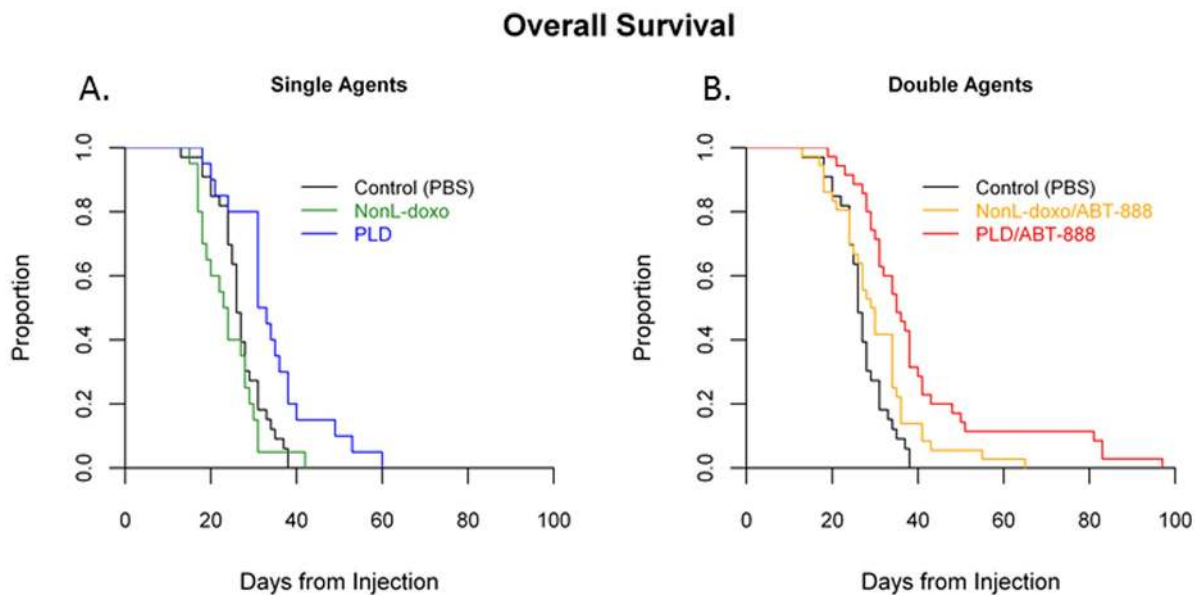 Overall Survival
A.
Single Agents
Proportion
1.0
0.8
0.6
0.4
0.2
0.0
Control (PBS)
NonL-doxo
PLD
0 20 40 60 80 100
Days from Injection
B.
Double Agents
Proportion
1.0
0.8
0.6
0.4
0.2
0.0
Control (PBS)
NonL-doxo/ABT-888
PLD/ABT-888
0 20 40 60 80 100
Days from Injection